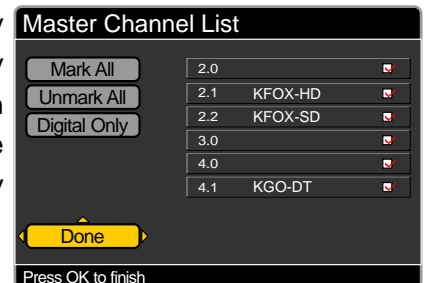 Master Channel List
Mark All
Unmark All
Digital Only
2.0
2.1 KFOX-HD
2.2 KFOX-SD
3.0
4.0
4.1 KGO-DT
Done
Press OK to finish